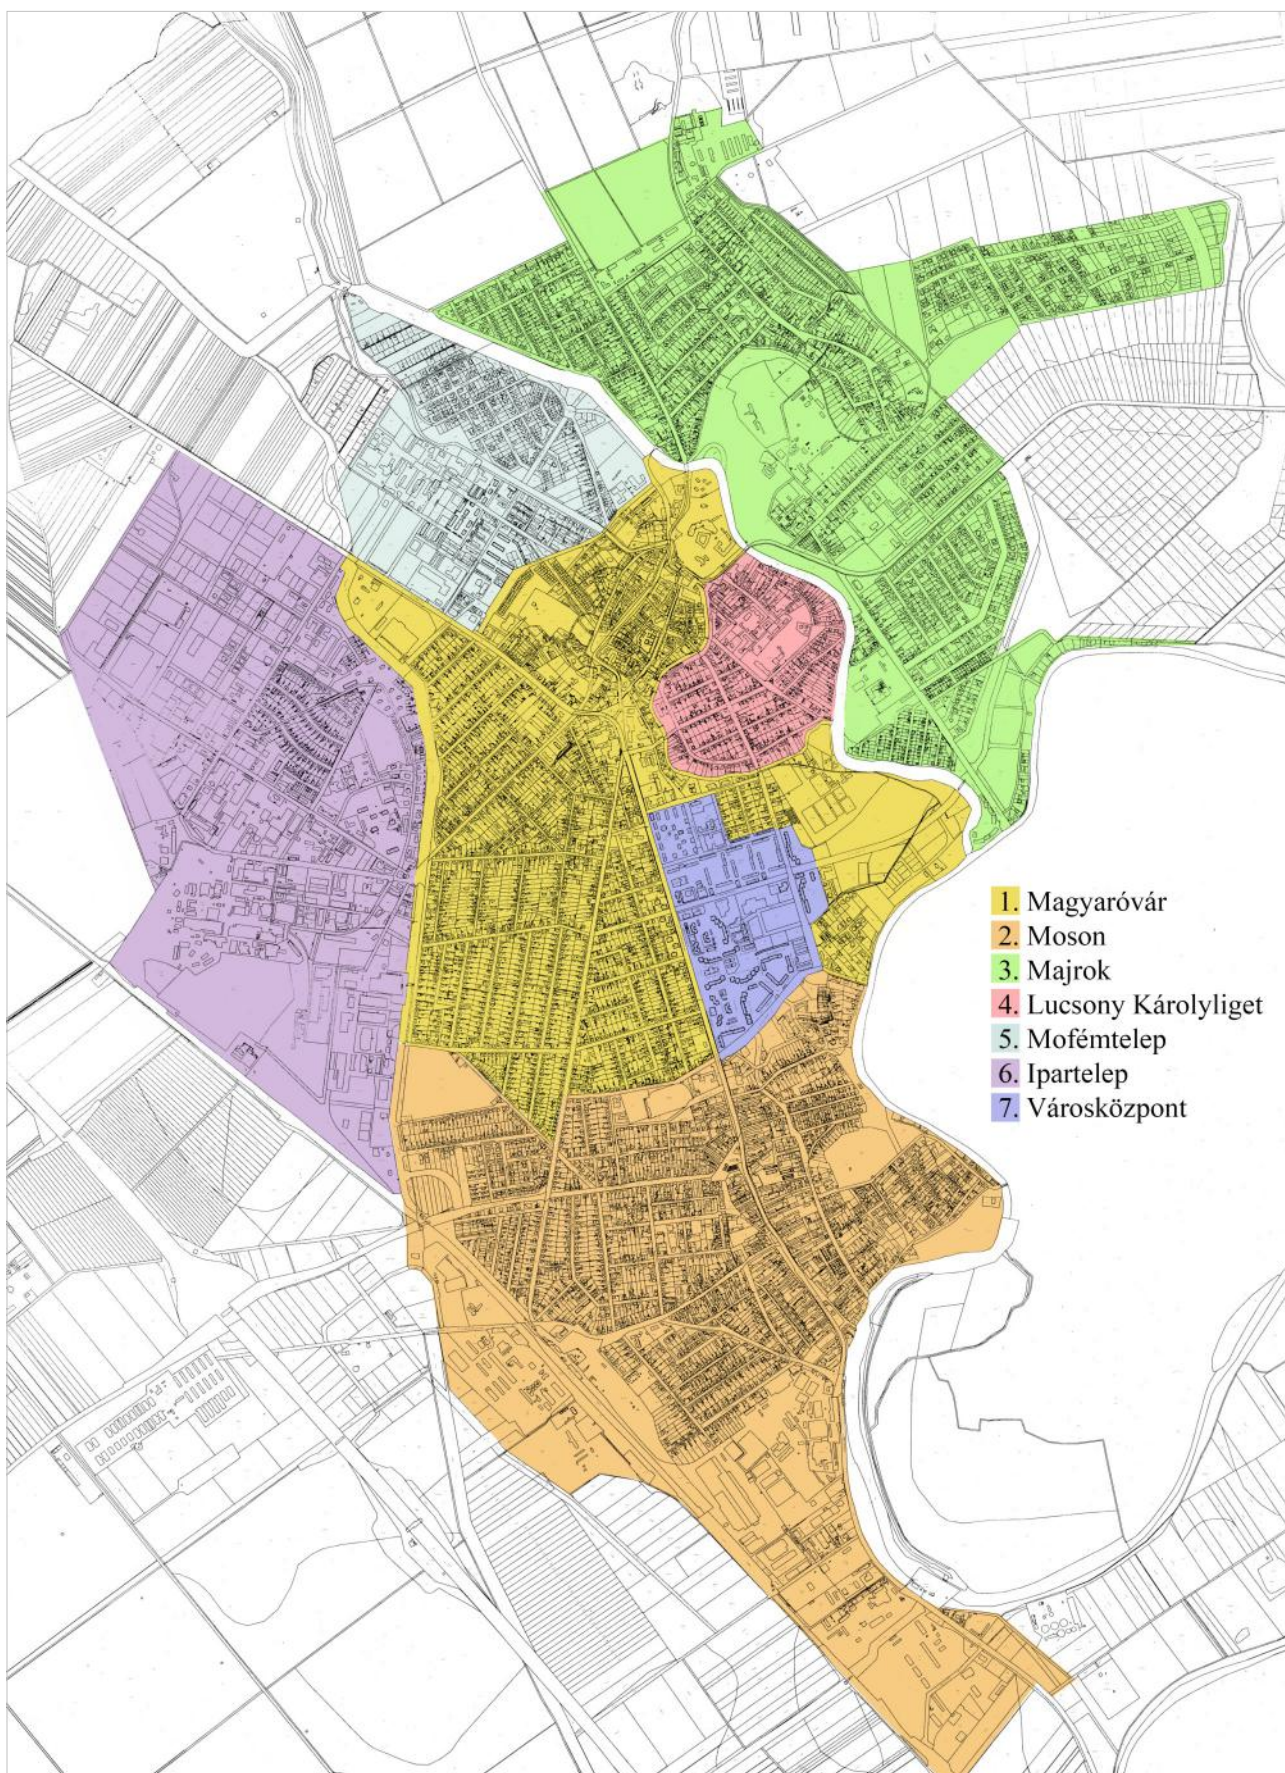 1. Magyaróvár
2. Moson
3. Majrok
4. Lucsony Károlyliget
5. Mofémtelep
6. Ipartelep
7. Városközpont